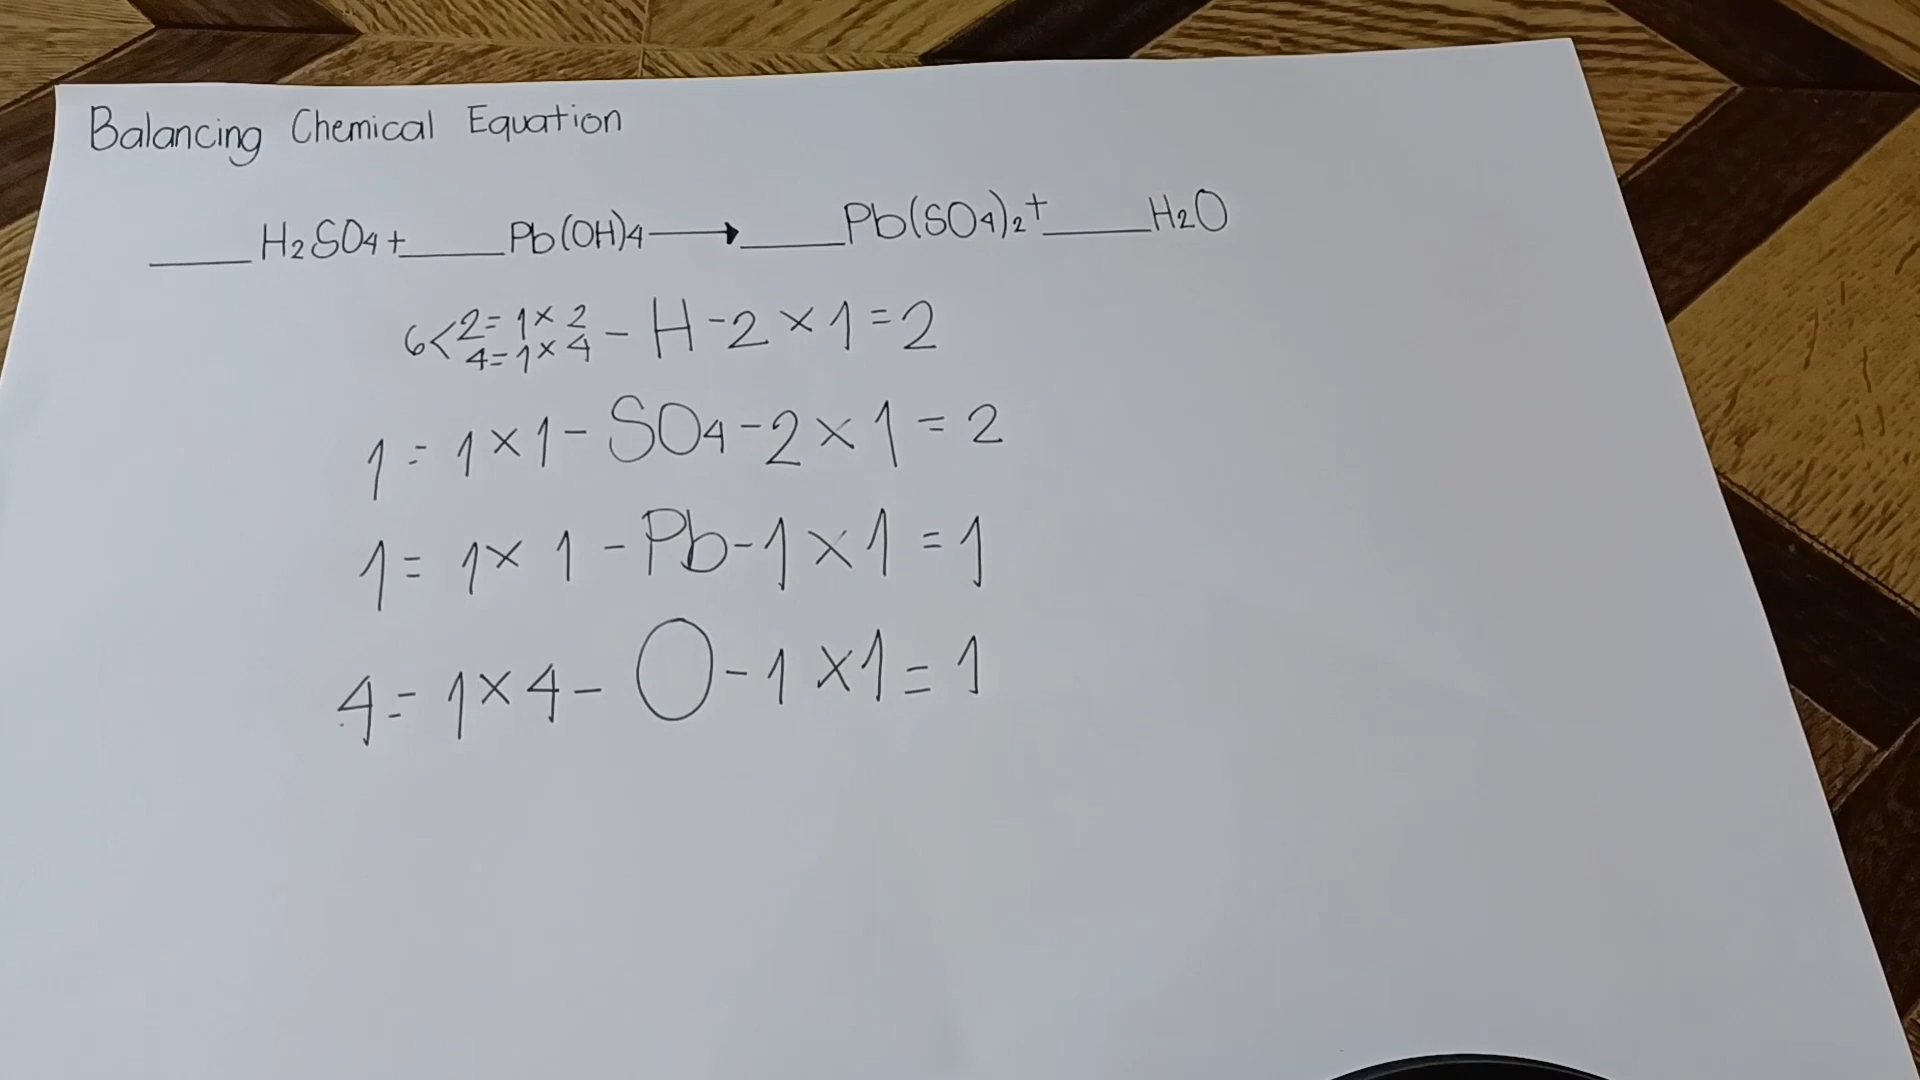 Balancing Chemical Equation
____H2SO4+____Pb(OH)4⟶____Pb(SO4)2+____H2O
6<2=1×2 4=1×4 - H - 2 × 1 = 2
1 = 1 × 1 - SO4 - 2 × 1 = 2
1 = 1 × 1 - Pb - 1 × 1 = 1
4 = 1 × 4 - O - 1 × 1 = 1